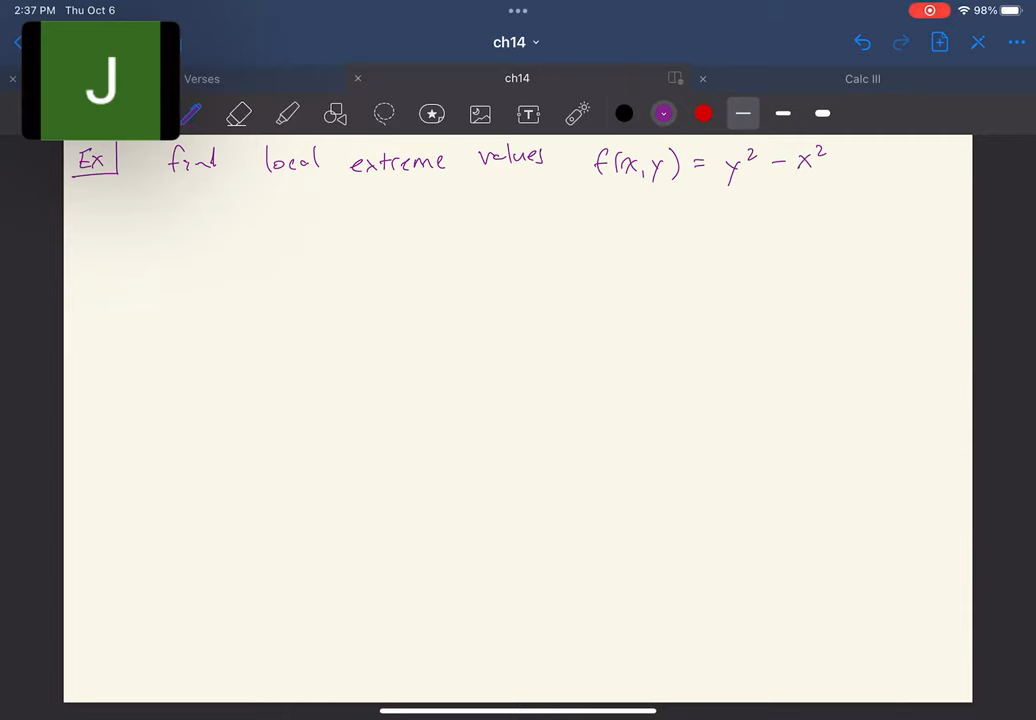 2:37 PM Thu Oct 6
98%
ch14
J
Verses
ch14
Calc III
T
Ex find local extreme values f(x,y) = y² − x²